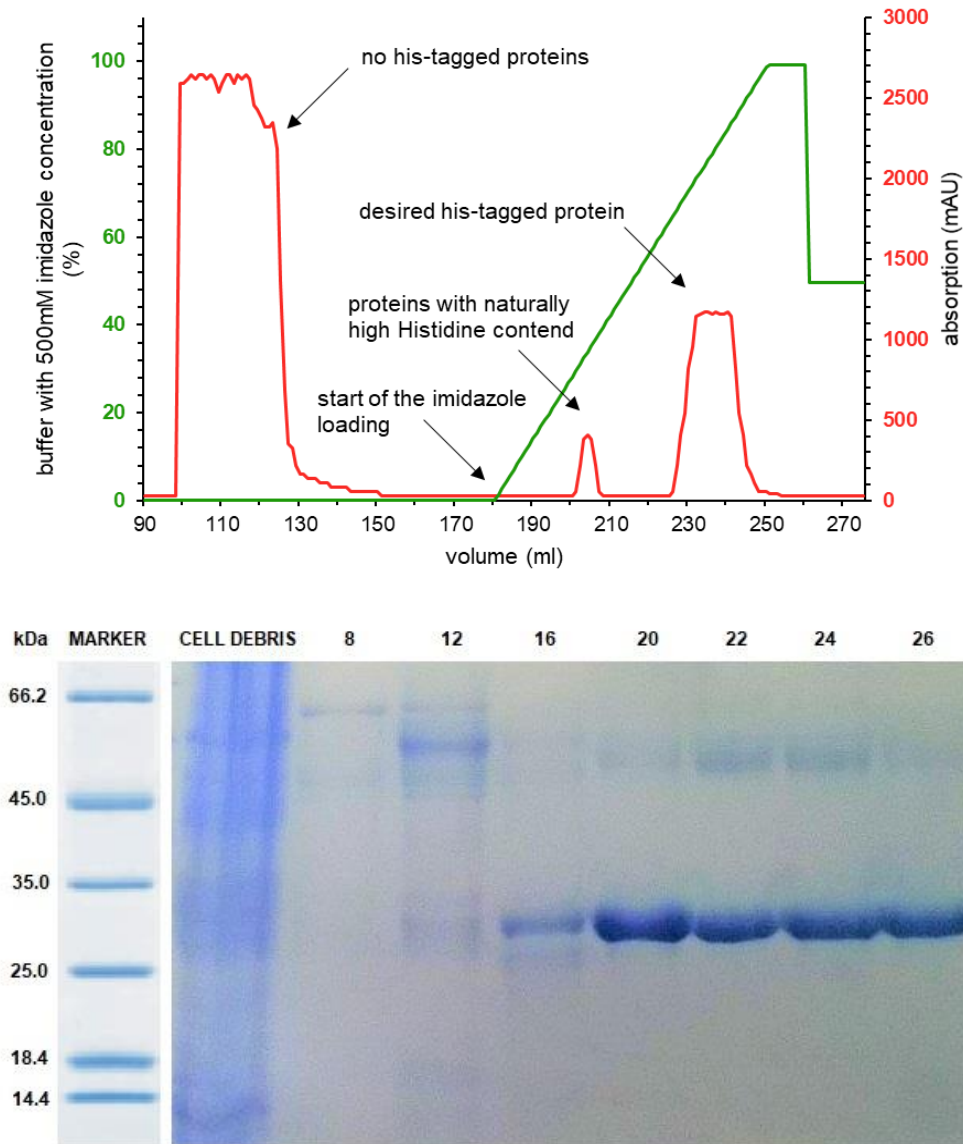 buffer with 500mM imidazole concentration
(%)
100
80
60
40
20
0
no his-tagged proteins
desired his-tagged protein
proteins with naturally
high Histidine contend
start of the imidazole
loading
3000
2500
2000
1500
1000
500
0
absorption (mAU)
90 110 130 150 170 190 210 230 250 270
volume (ml)
kDa MARKER CELL DEBRIS 8 12 16 20 22 24 26
66.2
45.0
35.0
25.0
18.4
14.4